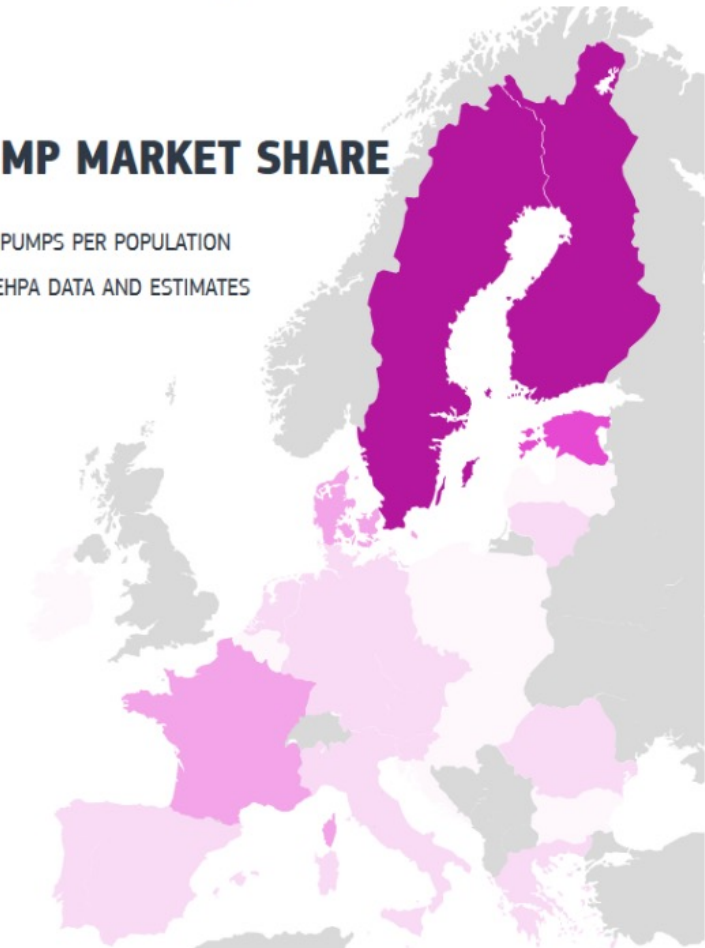 MP MARKET SHARE
PUMPS PER POPULATION
EHPA DATA AND ESTIMATES